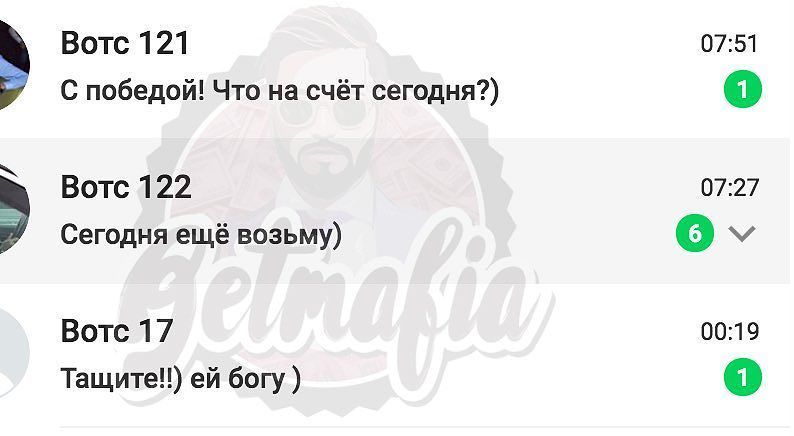 Вотс 121
07:51
С победой! Что на счёт сегодня?)
1
Вотс 122
07:27
Сегодня ещё возьму)
6
Betmafia
Вотс 17
00:19
Тащите!!) ей богу )
1